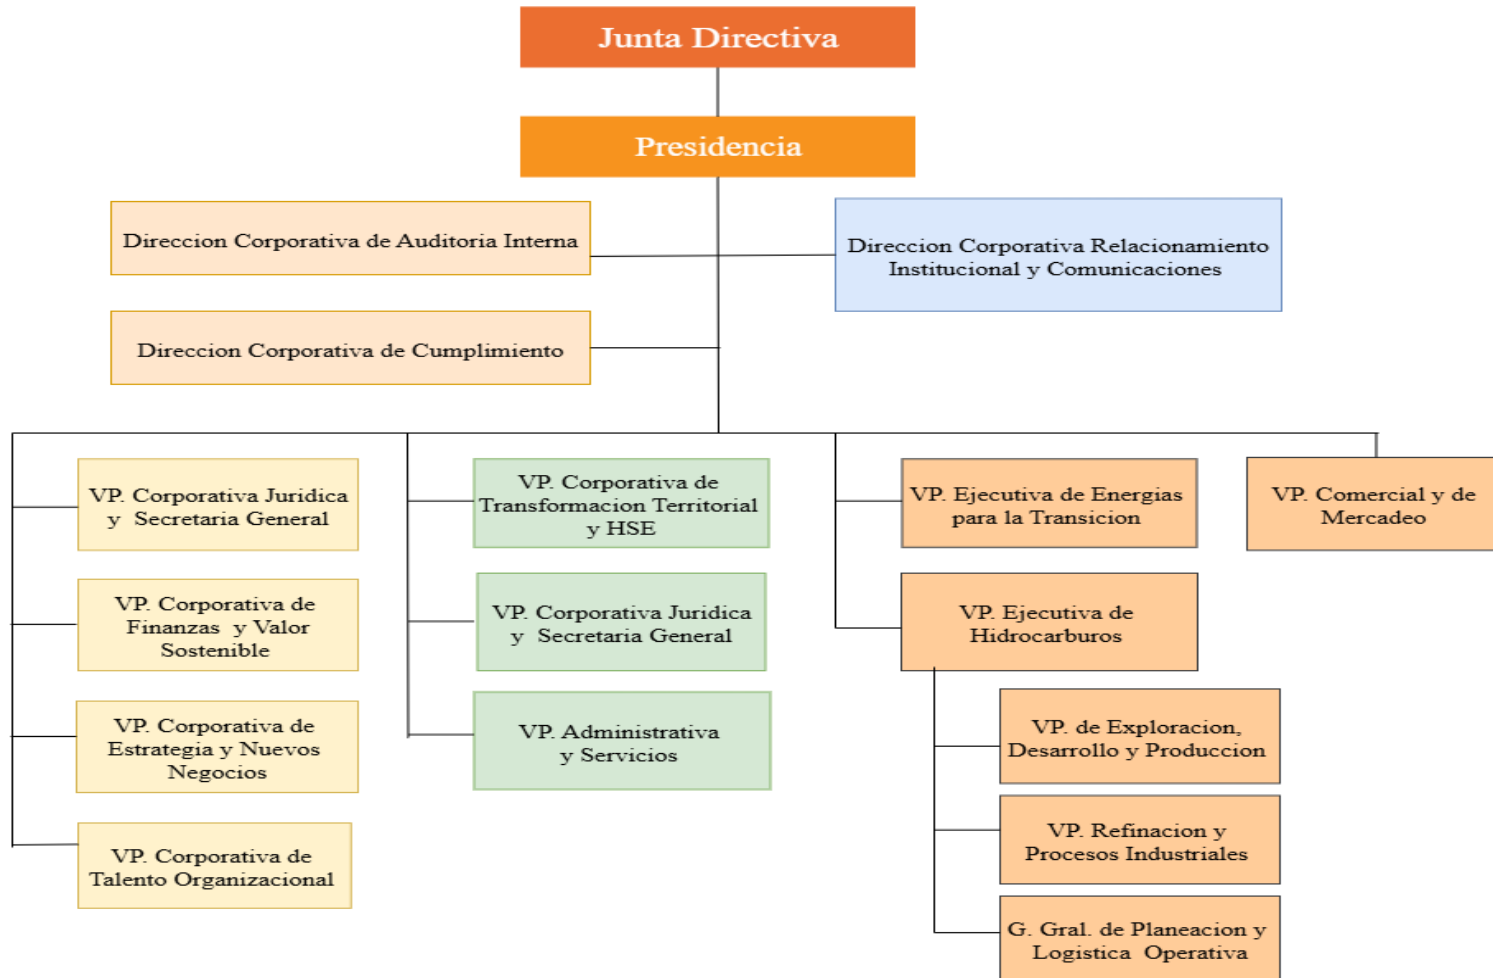 Junta Directiva
Presidencia
Direccion Corporativa de Auditoria Interna
Direccion Corporativa Relacionamiento
Institucional y Comunicaciones
Direccion Corporativa de Cumplimiento
VP. Corporativa Juridica
y Secretaria General
VP. Corporativa de
Finanzas y Valor
Sostenible
VP. Corporativa de
Estrategia y Nuevos
Negocios
VP. Corporativa de
Talento Organizacional
VP. Corporativa de
Transformacion Territorial
y HSE
VP. Corporativa Juridica
y Secretaria General
VP. Administrativa
y Servicios
VP. Ejecutiva de Energias
para la Transicion
VP. Ejecutiva de
Hidrocarburos
VP. de Exploracion,
Desarrollo y Produccion
VP. Refinacion y
Procesos Industriales
G. Gral. de Planeacion y
Logistica Operativa
VP. Comercial y de
Mercadeo